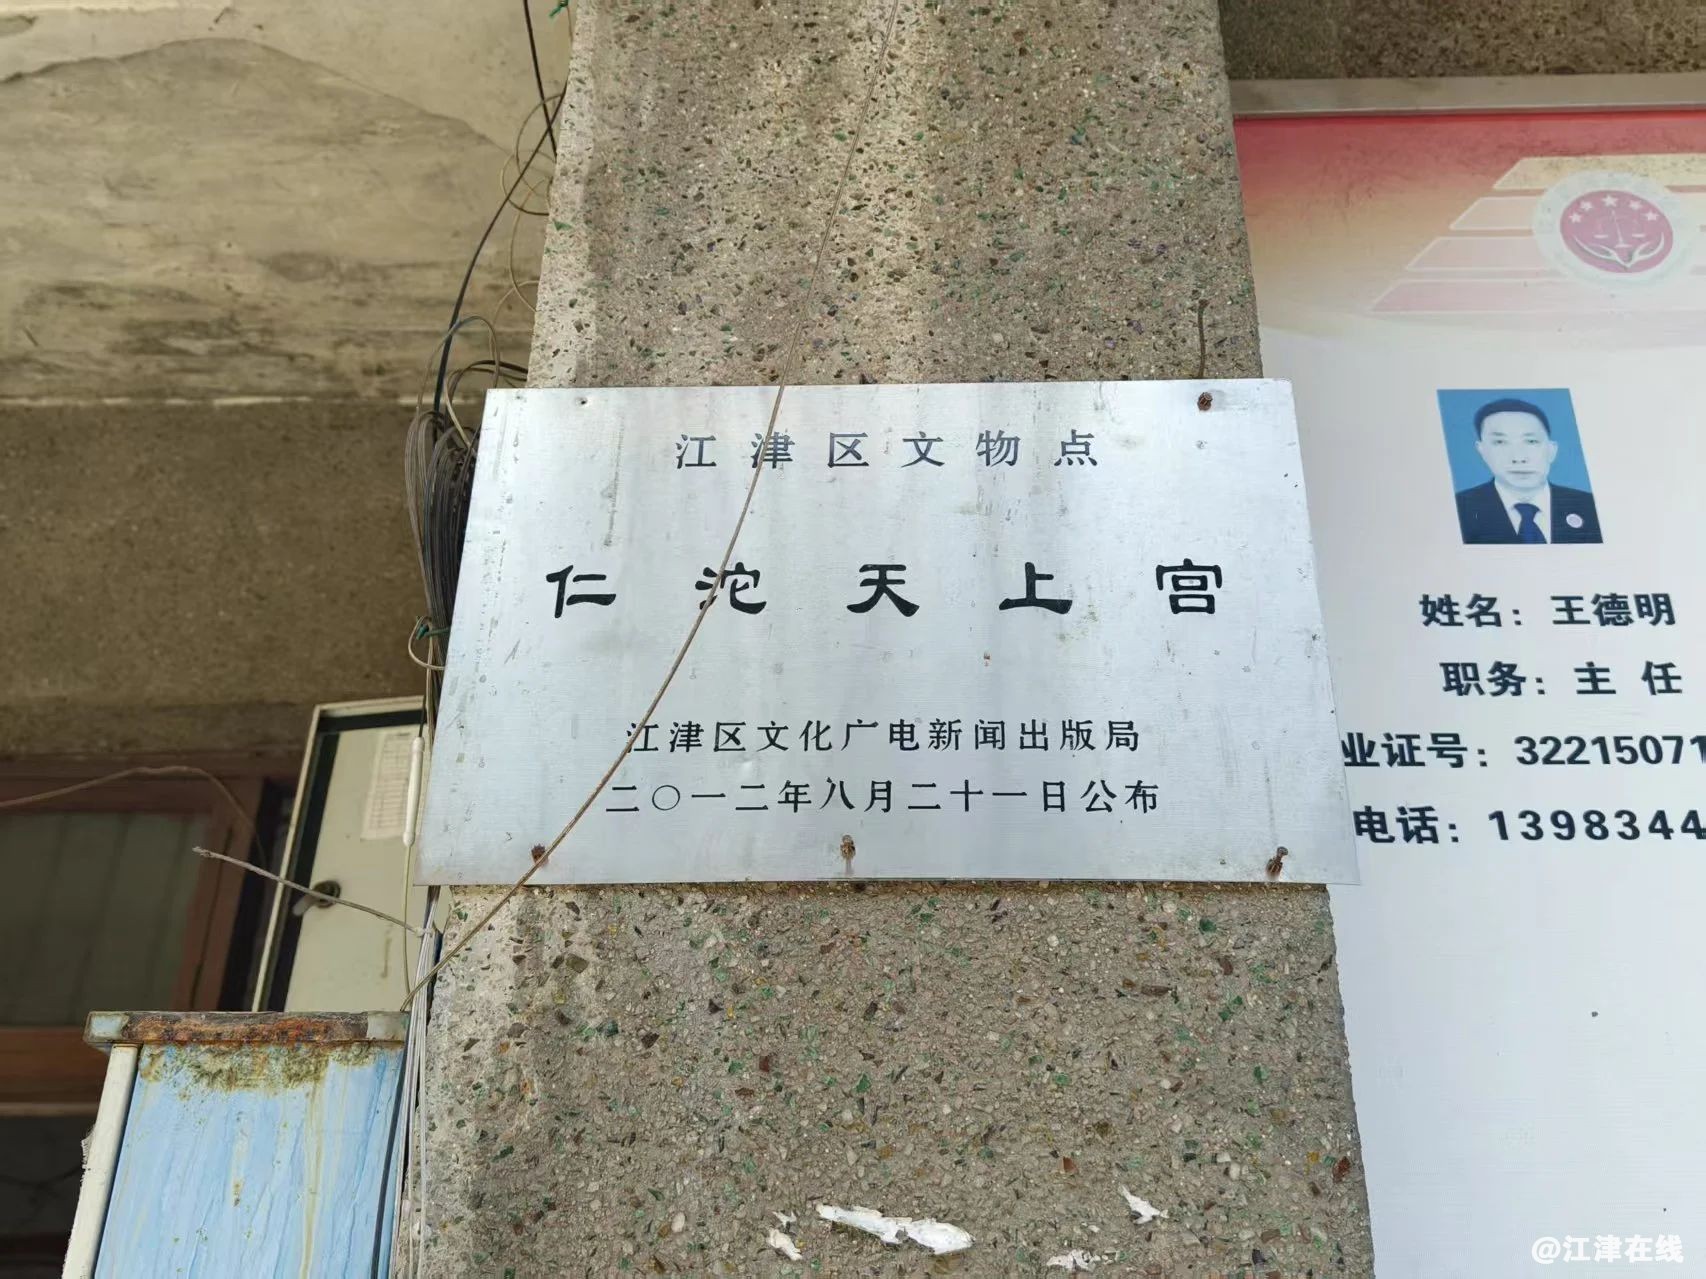 江津区文物点
仁沱天上宫
江津区文化广电新闻出版局
二〇一二年八月二十一日公布
姓名：王德明
职务：主 任
业证号：32215071
电话：1398344
@江津在线